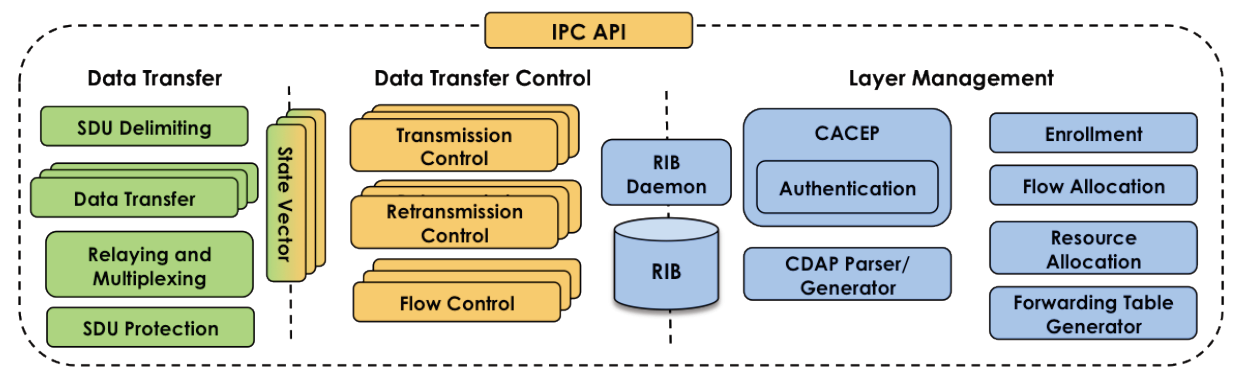 IPC API
Data Transfer
SDU Delimiting
Data Transfer
Relaying and
Multiplexing
SDU Protection
State Vector
Data Transfer Control
Transmission
Control
Retransmission
Control
Flow Control
RIB
Daemon
RIB
Layer Management
CACEP
Authentication
CDAP Parser/
Generator
Enrollment
Flow Allocation
Resource
Allocation
Forwarding Table
Generator